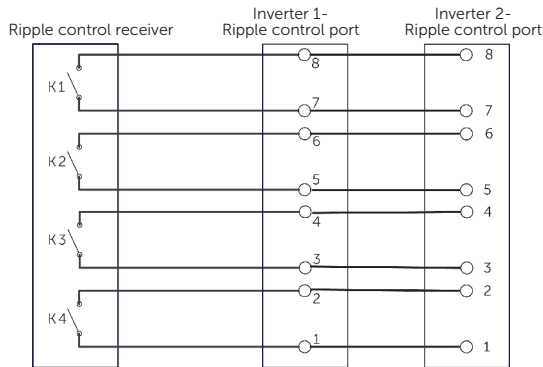 Ripple control receiver
Inverter 1-
Ripple control port
Inverter 2-
Ripple control port
K1
8
8
7
7
K2
6
6
5
5
K3
4
4
3
3
K4
2
2
1
1